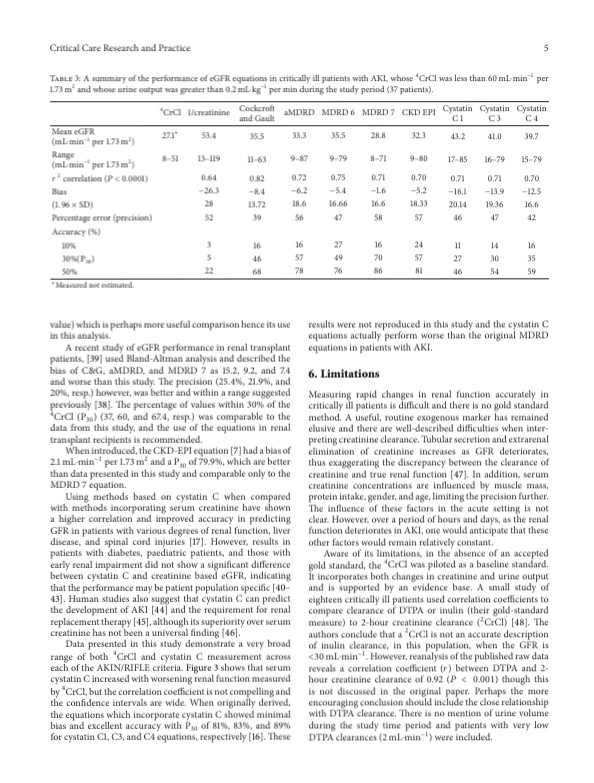 Critical Care Research and Practice 5
Table 3: A summary of the performance of eGFR equations in critically ill patients with AKI, whose ⁴CrCl was less than 60 mL·min⁻¹ per
1.73 m² and whose urine output was greater than 0.2 mL·kg⁻¹ per min during the study period (37 patients).
⁴CrCl 1/creatinine Cockcroft and Gault aMDRD MDRD 6 MDRD 7 CKD EPI Cystatin C 1 Cystatin C 3 Cystatin C 4
Mean eGFR (mL·min⁻¹ per 1.73 m²) 27.1* 53.4 35.5 33.3 35.5 28.8 32.3 43.2 41.0 39.7
Range (mL·min⁻¹ per 1.73 m²) 8–51 13–119 11–63 9–87 9–79 8–71 9–80 17–85 16–79 15–79
r² correlation (P < 0.0001) 0.64 0.82 0.72 0.75 0.71 0.70 0.71 0.71 0.70
Bias −26.3 −8.4 −6.2 −5.4 −1.6 −5.2 −16.1 −13.9 −12.5
(1.96 × SD) 28 13.72 18.6 16.66 16.6 18.33 20.14 19.36 16.6
Percentage error (precision) 52 39 56 47 58 57 46 47 42
Accuracy (%)
10% 3 16 16 27 16 24 11 14 16
30%(P₃₀) 5 46 57 49 70 57 27 30 35
50% 22 68 78 76 86 81 46 54 59
*Measured not estimated.
value) which is perhaps more useful comparison hence its use
in this analysis.
A recent study of eGFR performance in renal transplant
patients, [39] used Bland-Altman analysis and described the
bias of C&G, aMDRD, and MDRD 7 as 15.2, 9.2, and 7.4
and worse than this study. The precision (25.4%, 21.9%, and
20%, resp.) however, was better and within a range suggested
previously [38]. The percentage of values within 30% of the
⁴CrCl (P₃₀) (37, 60, and 67.4, resp.) was comparable to the
data from this study, and the use of the equations in renal
transplant recipients is recommended.
When introduced, the CKD-EPI equation [7] had a bias of
2.1 mL·min⁻¹ per 1.73 m² and a P₃₀ of 79.9%, which are better
than data presented in this study and comparable only to the
MDRD 7 equation.
Using methods based on cystatin C when compared
with methods incorporating serum creatinine have shown
a higher correlation and improved accuracy in predicting
GFR in patients with various degrees of renal function, liver
disease, and spinal cord injuries [17]. However, results in
patients with diabetes, paediatric patients, and those with
early renal impairment did not show a significant difference
between cystatin C and creatinine based eGFR, indicating
that the performance may be patient population specific [40–
43]. Human studies also suggest that cystatin C can predict
the development of AKI [44] and the requirement for renal
replacement therapy [45], although its superiority over serum
creatinine has not been a universal finding [46].
Data presented in this study demonstrate a very broad
range of both ⁴CrCl and cystatin C measurement across
each of the AKIN/RIFLE criteria. Figure 3 shows that serum
cystatin C increased with worsening renal function measured
by ⁴CrCl, but the correlation coefficient is not compelling and
the confidence intervals are wide. When originally derived,
the equations which incorporate cystatin C showed minimal
bias and excellent accuracy with P₃₀ of 81%, 83%, and 89%
for cystatin C1, C3, and C4 equations, respectively [16]. These
results were not reproduced in this study and the cystatin C
equations actually perform worse than the original MDRD
equations in patients with AKI.
6. Limitations
Measuring rapid changes in renal function accurately in
critically ill patients is difficult and there is no gold standard
method. A useful, routine exogenous marker has remained
elusive and there are well-described difficulties when inter-
preting creatinine clearance. Tubular secretion and extrarenal
elimination of creatinine increases as GFR deteriorates,
thus exaggerating the discrepancy between the clearance of
creatinine and true renal function [47]. In addition, serum
creatinine concentrations are influenced by muscle mass,
protein intake, gender, and age, limiting the precision further.
The influence of these factors in the acute setting is not
clear. However, over a period of hours and days, as the renal
function deteriorates in AKI, one would anticipate that these
other factors would remain relatively constant.
Aware of its limitations, in the absence of an accepted
gold standard, the ⁴CrCl was piloted as a baseline standard.
It incorporates both changes in creatinine and urine output
and is supported by an evidence base. A small study of
eighteen critically ill patients used correlation coefficients to
compare clearance of DTPA or inulin (their gold-standard
measure) to 2-hour creatinine clearance (²CrCl) [48]. The
authors conclude that a ²CrCl is not an accurate description
of inulin clearance, in this population, when the GFR is
<30 mL·min⁻¹. However, reanalysis of the published raw data
reveals a correlation coefficient (r) between DTPA and 2-
hour creatinine clearance of 0.92 (P < 0.001) though this
is not discussed in the original paper. Perhaps the more
encouraging conclusion should include the close relationship
with DTPA clearance. There is no mention of urine volume
during the study time period and patients with very low
DTPA clearances (2 mL·min⁻¹) were included.